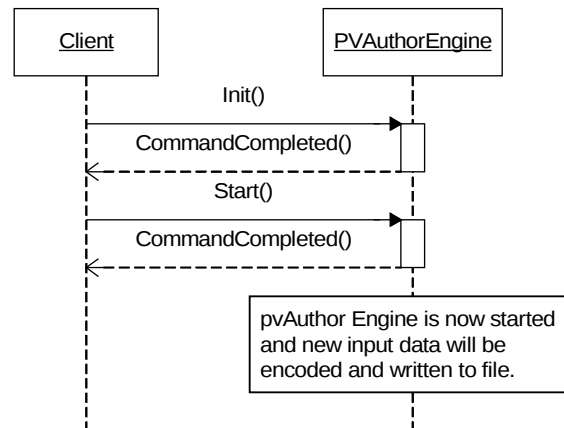 Client
PVAuthorEngine
Init()
CommandCompleted()
Start()
CommandCompleted()
pvAuthor Engine is now started
and new input data will be
encoded and written to file.